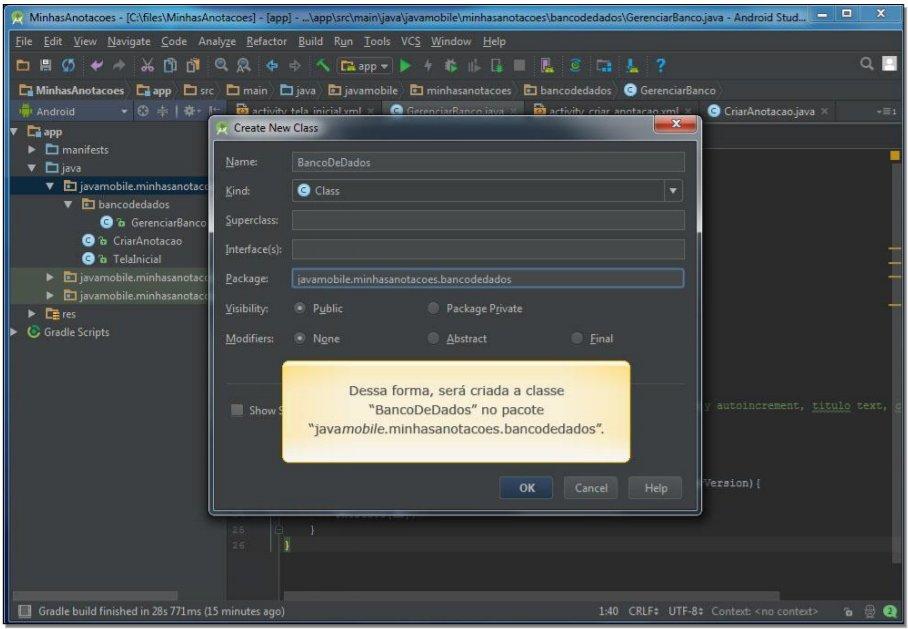 MinhasAnotacoes - [C:\files\MinhasAnotacoes] - [app] - ...\app\src\main\java\javamobile\minhasanotacoes\bancodedados\GerenciarBanco.java - Android Stud...
File Edit View Navigate Code Analyze Refactor Build Run Tools VCS Window Help
app
MinhasAnotacoes app src main java javamobile minhasanotacoes bancodedados GerenciarBanco
Android activity_tela_inicial.xml GerenciarBanco.java activity_criar_anotacao.xml CriarAnotacao.java
Create New Class
app
manifests
java
javamobile.minhasanotaco
bancodedados
GerenciarBanco
CriarAnotacao
TelaInicial
javamobile.minhasanotaco
javamobile.minhasanotaco
res
Gradle Scripts
Name: BancoDeDados
Kind: Class
Superclass:
Interface(s):
Package: javamobile.minhasanotacoes.bancodedados
Visibility: Public Package Private
Modifiers: None Abstract Final
Show S
Dessa forma, será criada a classe
“BancoDeDados” no pacote
“javamobile.minhasanotacoes.bancodedados”.
y autoincrement, titulo text, c
OK Cancel Help
Version){
26 }
26 }
Gradle build finished in 28s 771ms (15 minutes ago) 1:40 CRLF UTF-8 Context: <no context> 2